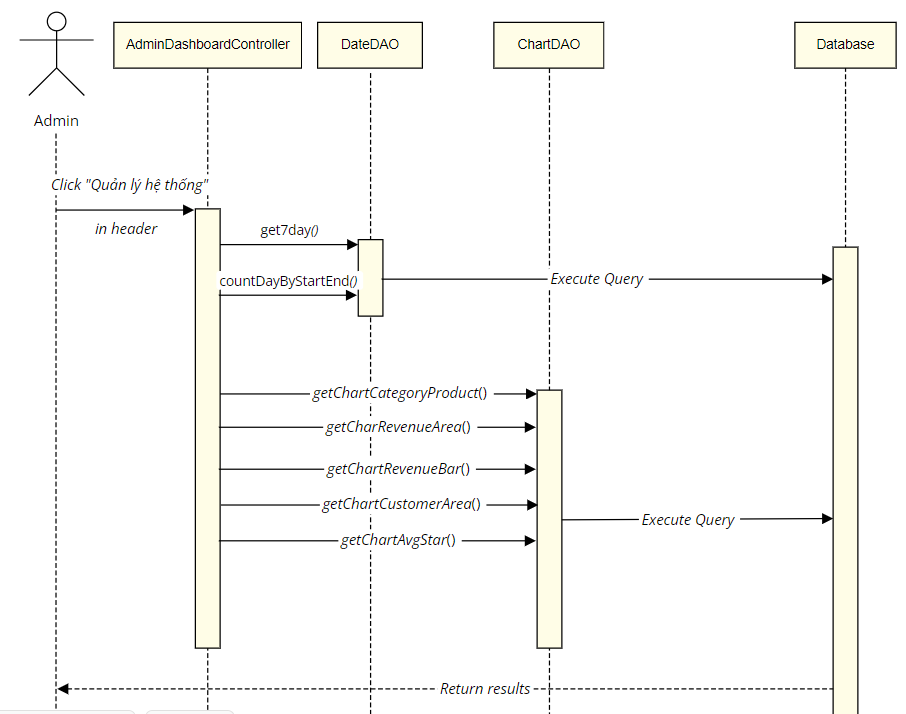 AdminDashboardController
DateDAO
ChartDAO
Database
Admin
Click "Quản lý hệ thống"
in header
get7day()
countDayByStartEnd()
Execute Query
getChartCategoryProduct()
getCharRevenueArea()
getChartRevenueBar()
getChartCustomerArea()
Execute Query
getChartAvgStar()
Return results